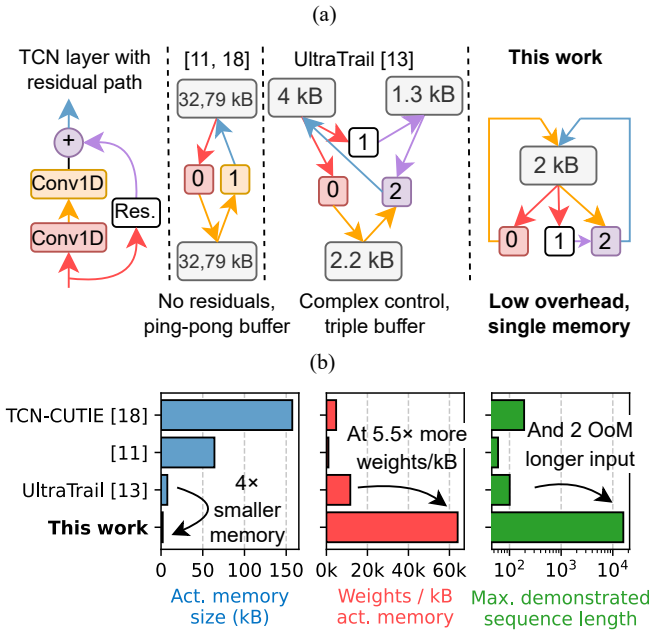 (a)
TCN layer with
residual path
+
Conv1D
Conv1D
Res.
[11, 18]
32,79 kB
0
1
32,79 kB
No residuals,
ping-pong buffer
UltraTrail [13]
4 kB
1.3 kB
1
0
2
2.2 kB
Complex control,
triple buffer
This work
2 kB
0
1
2
Low overhead,
single memory
(b)
TCN-CUTIE [18]
[11]
UltraTrail [13]
This work
4×
smaller
memory
0
50
100
150
Act. memory
size (kB)
At 5.5× more
weights/kB
0k
20k
40k
60k
Weights / kB
act. memory
And 2 OoM
longer input
10²
10³
10⁴
Max. demonstrated
sequence length